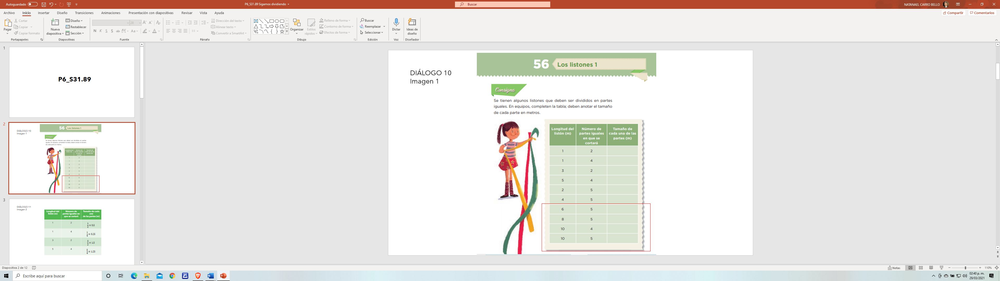 Autoguardado
P6_S31.89 Sigamos dividiendo
Buscar
NATANAEL CARRO BELLO
Archivo Inicio Insertar Diseño Transiciones Animaciones Presentación con diapositivas Revisar Vista Ayuda
Compartir Comentarios
Pegar
Cortar
Copiar
Copiar formato
Portapapeles
Nueva
diapositiva
Diseño
Restablecer
Sección
Diapositivas
28
N K S S ab AV Aa A
Fuente
Dirección del texto
Alinear texto
Convertir a SmartArt
Párrafo
Organizar
Estilos
rápidos
Relleno de forma
Contorno de forma
Efectos de forma
Dibujo
Buscar
Reemplazar
Seleccionar
Edición
Dictar
Voz
Ideas de
diseño
Diseñador
1
P6_S31.89
2
DIÁLOGO 10
Imagen 1
56 Los listones 1
3
DIÁLOGO 11
Imagen 2
Longitud del
listón (m)
Número de
partes iguales en
que se cortará
Tamaño de cada
una
de las partes (m)
1 2 1/2 = 0.5
1 4 1/4 = 0.25
3 2 3/2 = 1.5
5 4 5/4 = 1.25
DIÁLOGO 10
Imagen 1
56 Los listones 1
Consigna
Se tienen algunos listones que deben ser divididos en partes
iguales. En equipos, completen la tabla; deben anotar el tamaño
de cada parte en metros.
Longitud del
listón (m)
Número de
partes iguales
en que se
cortará
Tamaño de
cada una de las
partes (m)
1 2
1 4
3 2
5 4
2 5
4 5
6 5
8 5
10 4
10 5
Diapositiva 2 de 12
Notas
110%
Escribe aquí para buscar
02:40 p. m.
29/03/2021